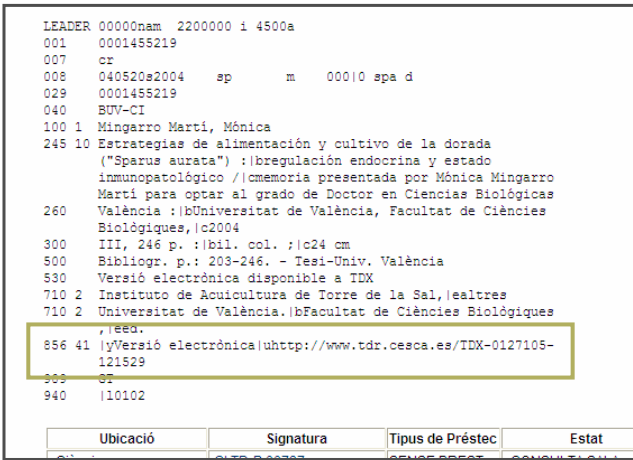 LEADER 00000nam  2200000 i 4500a
001 0001455219
007 cr
008 040520s2004 sp m 000|0 spa d
029 0001455219
040 BUV-CI
100 1 Mingarro Martí, Mónica
245 10 Estrategias de alimentación y cultivo de la dorada
("Sparus aurata") :|bregulación endocrina y estado
inmunopatológico /|cmemoria presentada por Mónica Mingarro
Martí para optar al grado de Doctor en Ciencias Biológicas
260 València :|bUniversitat de València, Facultat de Ciències
Biològiques,|c2004
300 III, 246 p. :|bil. col. ;|c24 cm
500 Bibliogr. p.: 203-246. - Tesi-Univ. València
530 Versió electrònica disponible a TDX
710 2 Instituto de Acuicultura de Torre de la Sal,|ealtres
710 2 Universitat de València.|bFacultat de Ciències Biològiques
,|eed.
856 41 |yVersió electrònica|uhttp://www.tdr.cesca.es/TDX-0127105-
121529
940 |10102
Ubicació Signatura Tipus de Préstec Estat